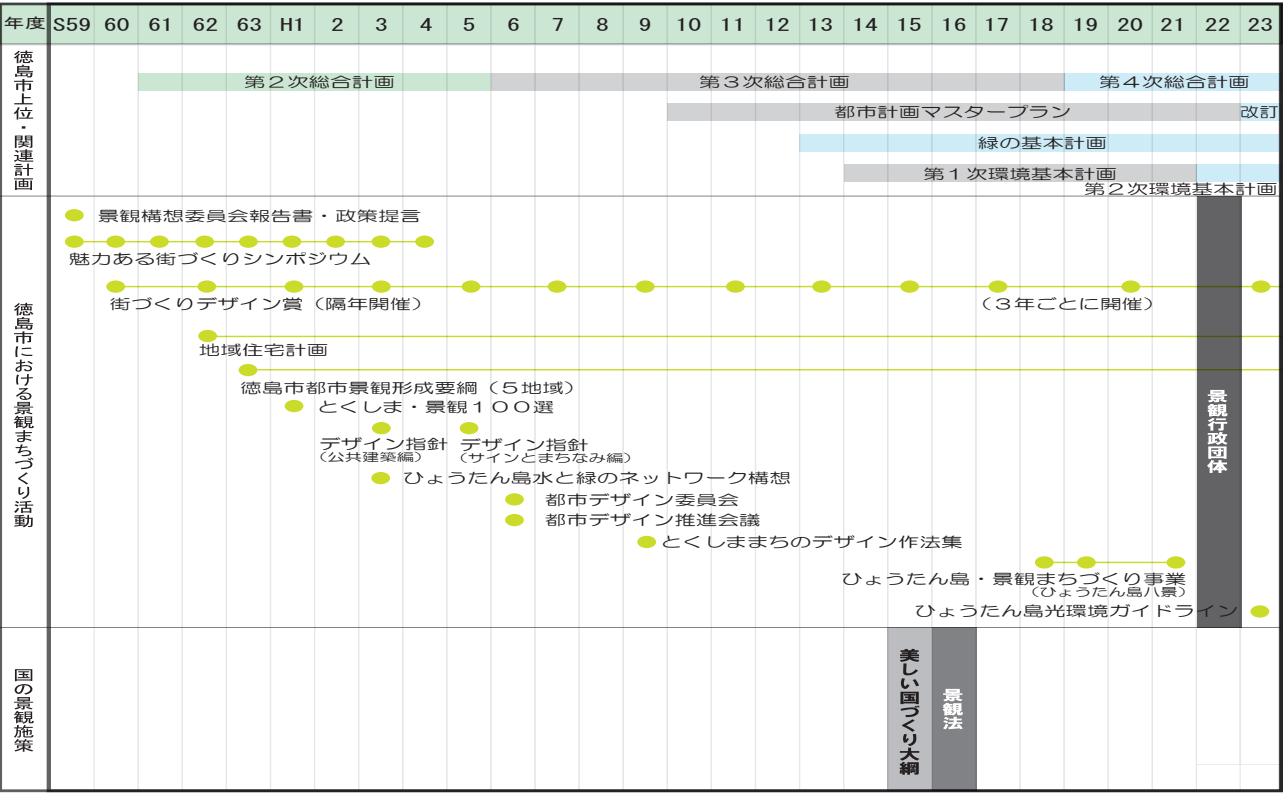 年度 S59 60 61 62 63 H1 2 3 4 5 6 7 8 9 10 11 12 13 14 15 16 17 18 19 20 21 22 23
徳島市上位・関連計画
第２次総合計画 第３次総合計画 第４次総合計画
都市計画マスタープラン 改訂
緑の基本計画
第１次環境基本計画
第２次環境基本計画
徳島市における景観まちづくり活動
景観構想委員会報告書・政策提言
魅力ある街づくりシンポジウム
街づくりデザイン賞（隔年開催） （３年ごとに開催）
地域住宅計画
徳島市都市景観形成要綱（５地域）
とくしま・景観１００選
デザイン指針 デザイン指針
（公共建築編） （サインとまちなみ編）
ひょうたん島水と緑のネットワーク構想
都市デザイン委員会
都市デザイン推進会議
とくしままちのデザイン作法集
ひょうたん島・景観まちづくり事業
（ひょうたん島八景）
ひょうたん島光環境ガイドライン
景観行政団体
国の景観施策
美しい国づくり大綱
景観法